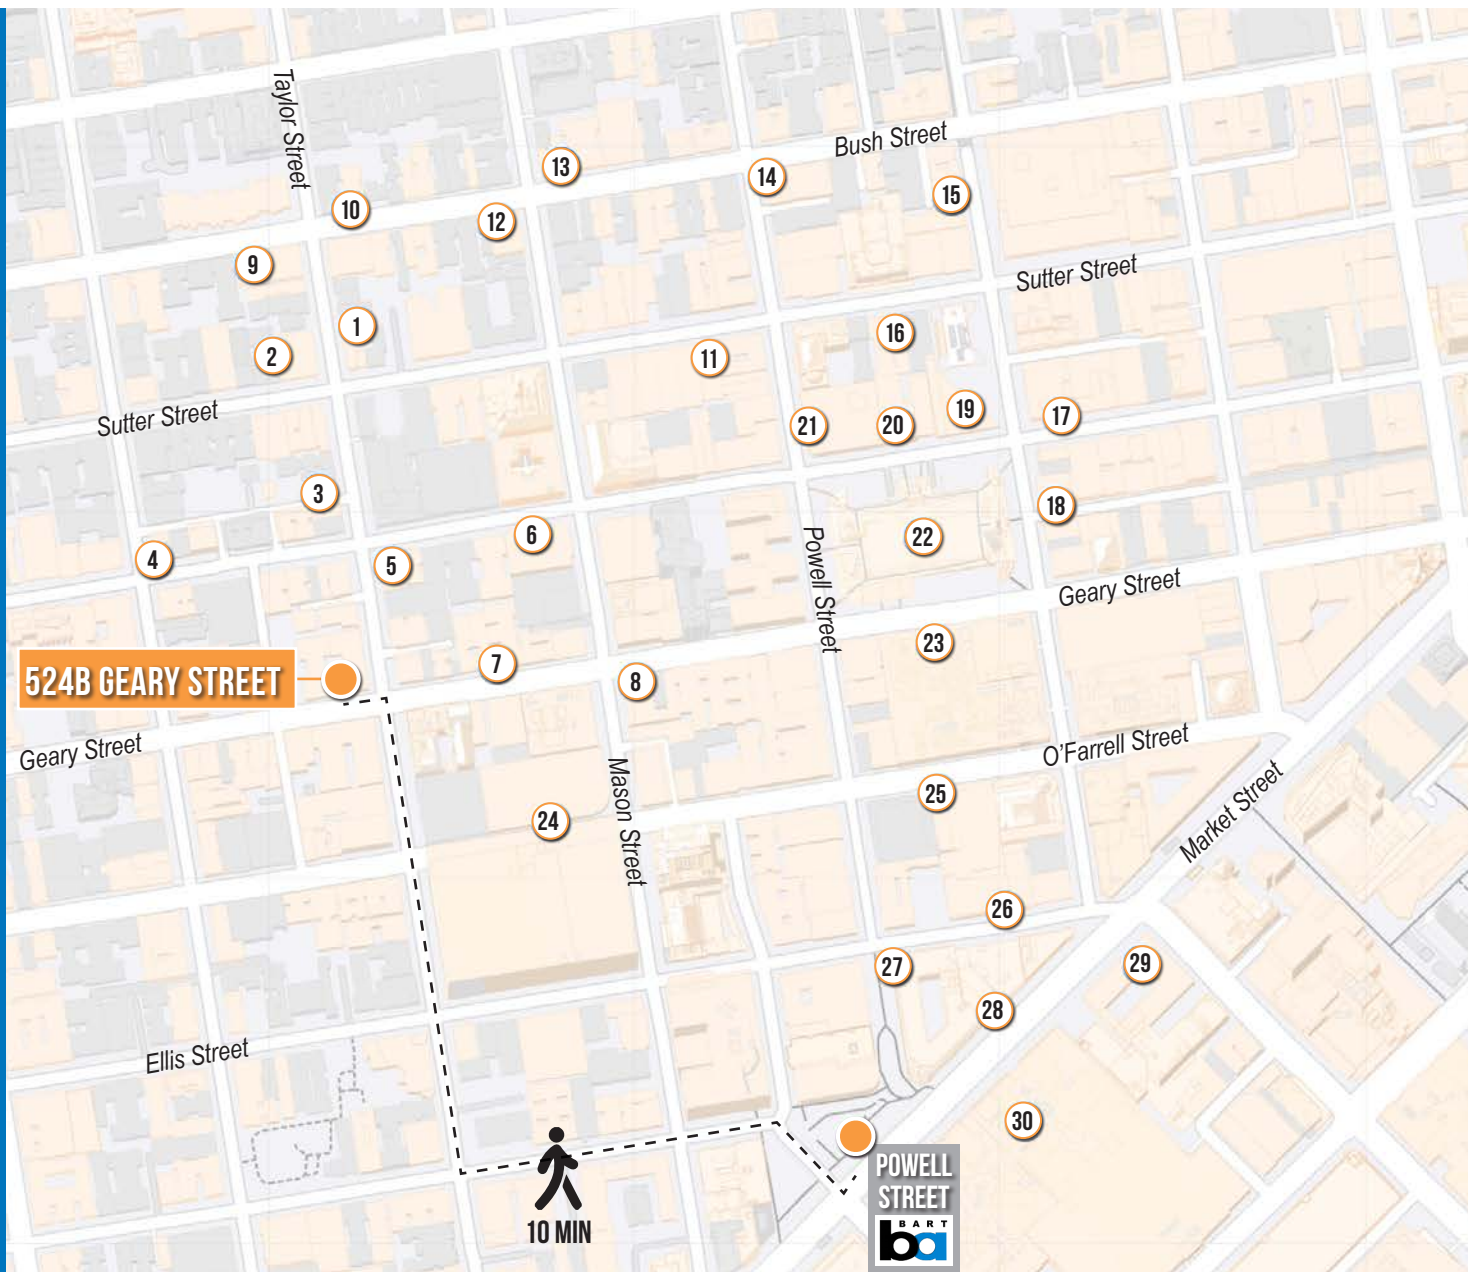 Taylor Street
Bush Street
13
14
15
10
12
9
Sutter Street
1
2
16
11
Sutter Street
19
17
21
20
3
18
6
22
4
5
Powell Street
Geary Street
23
7
8
524B GEARY STREET
Geary Street
O'Farrell Street
Mason Street
25
24
Market Street
26
29
27
28
Ellis Street
30
POWELL
STREET
BART
ba
10 MIN